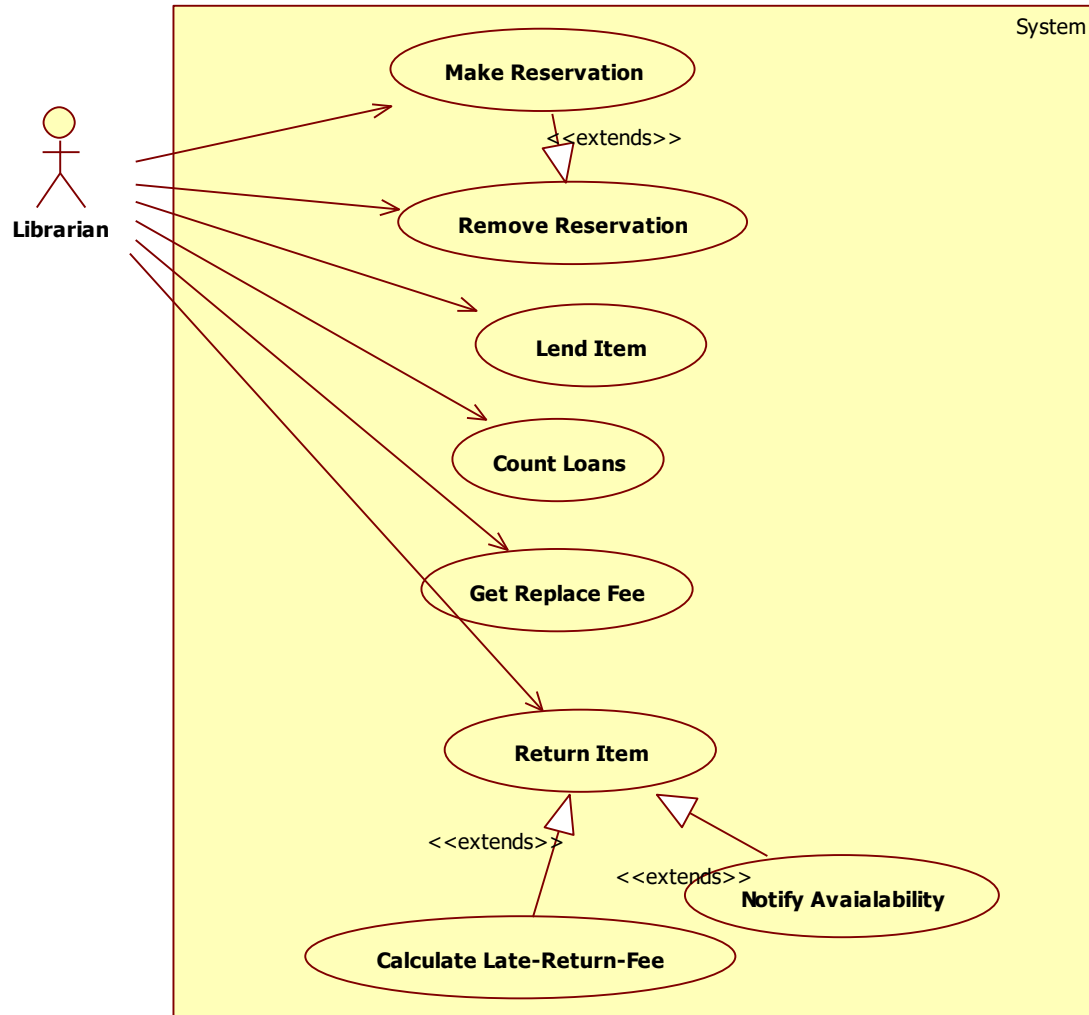 System
Make Reservation
<<extends>>
Librarian
Remove Reservation
Lend Item
Count Loans
Get Replace Fee
Return Item
<<extends>>
<<extends>>
Notify Avaialability
Calculate Late-Return-Fee